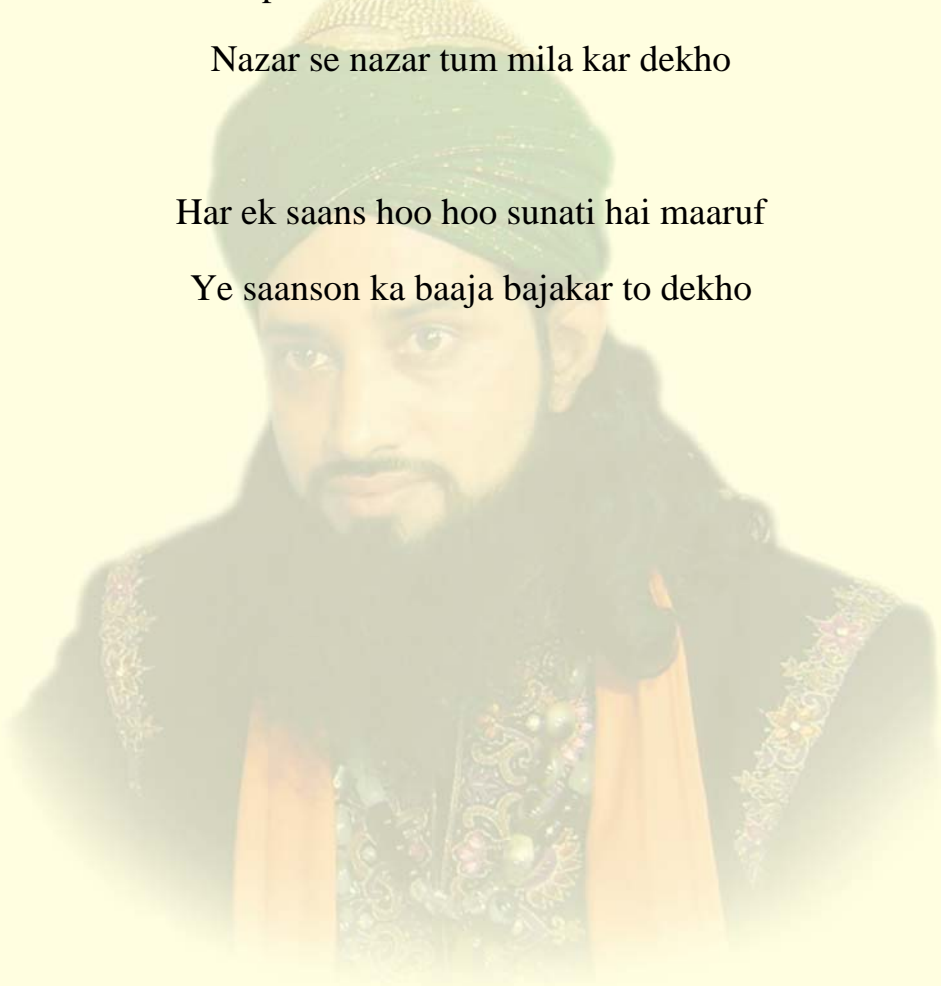 Nazar se nazar tum mila kar dekho
Har ek saans hoo hoo sunati hai maaruf
Ye saanson ka baaja bajakar to dekho